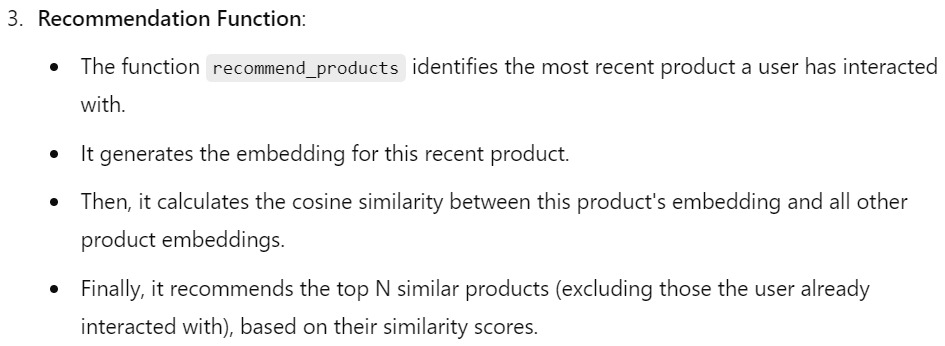 3. Recommendation Function:
• The function recommend_products identifies the most recent product a user has interacted
with.
• It generates the embedding for this recent product.
• Then, it calculates the cosine similarity between this product's embedding and all other
product embeddings.
• Finally, it recommends the top N similar products (excluding those the user already
interacted with), based on their similarity scores.